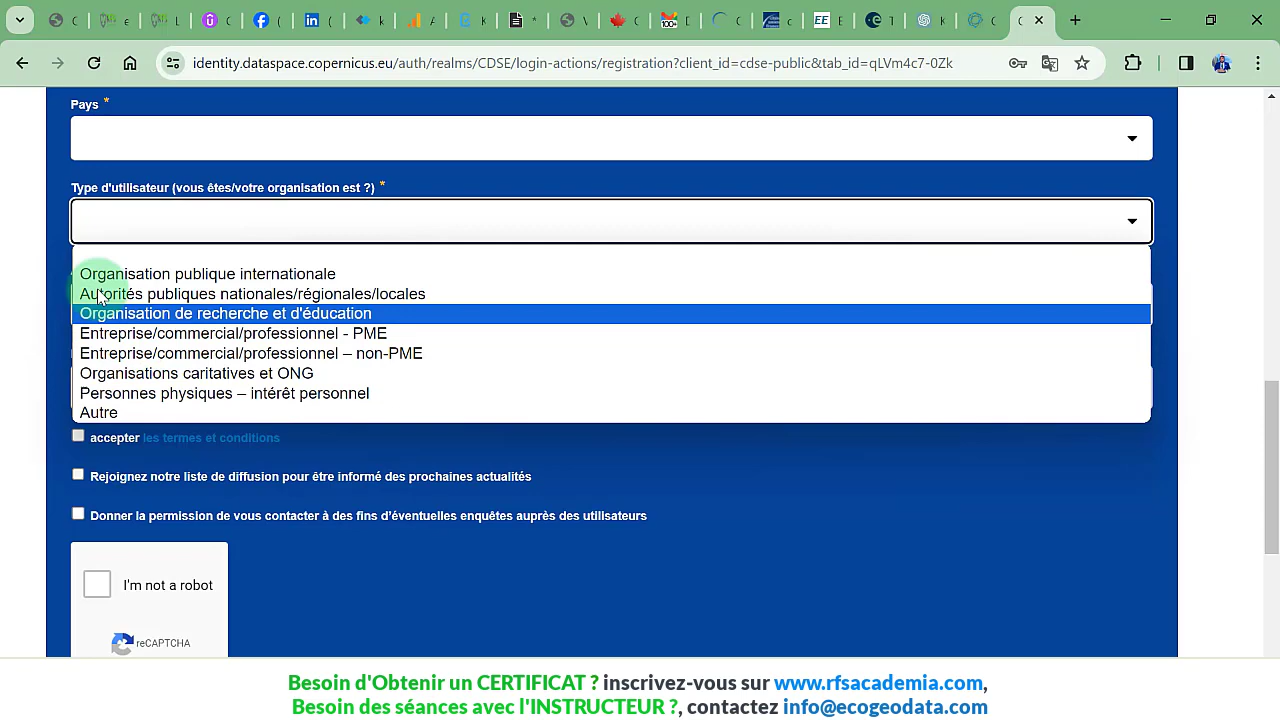 identity.dataspace.copernicus.eu/auth/realms/CDSE/login-actions/registration?client_id=cdse-public&tab_id=qLVm4c7-0Zk
Pays *
Type d'utilisateur (vous êtes/votre organisation est ?) *
Organisation publique internationale
Autorités publiques nationales/régionales/locales
Organisation de recherche et d'éducation
Entreprise/commercial/professionnel - PME
Entreprise/commercial/professionnel – non-PME
Organisations caritatives et ONG
Personnes physiques – intérêt personnel
Autre
accepter les termes et conditions
Rejoignez notre liste de diffusion pour être informé des prochaines actualités
Donner la permission de vous contacter à des fins d'éventuelles enquêtes auprès des utilisateurs
I'm not a robot
reCAPTCHA
Besoin d'Obtenir un CERTIFICAT ? inscrivez-vous sur www.rfsacademia.com,
Besoin des séances avec l'INSTRUCTEUR ?, contactez info@ecogeodata.com